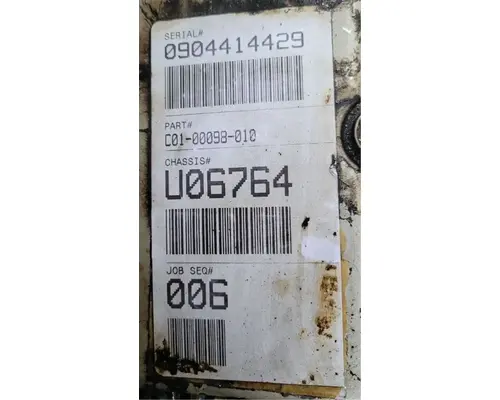 SERIAL#
0904414429
PART#
C01-00098-010
CHASSIS#
U06764
JOB SEQ#
006